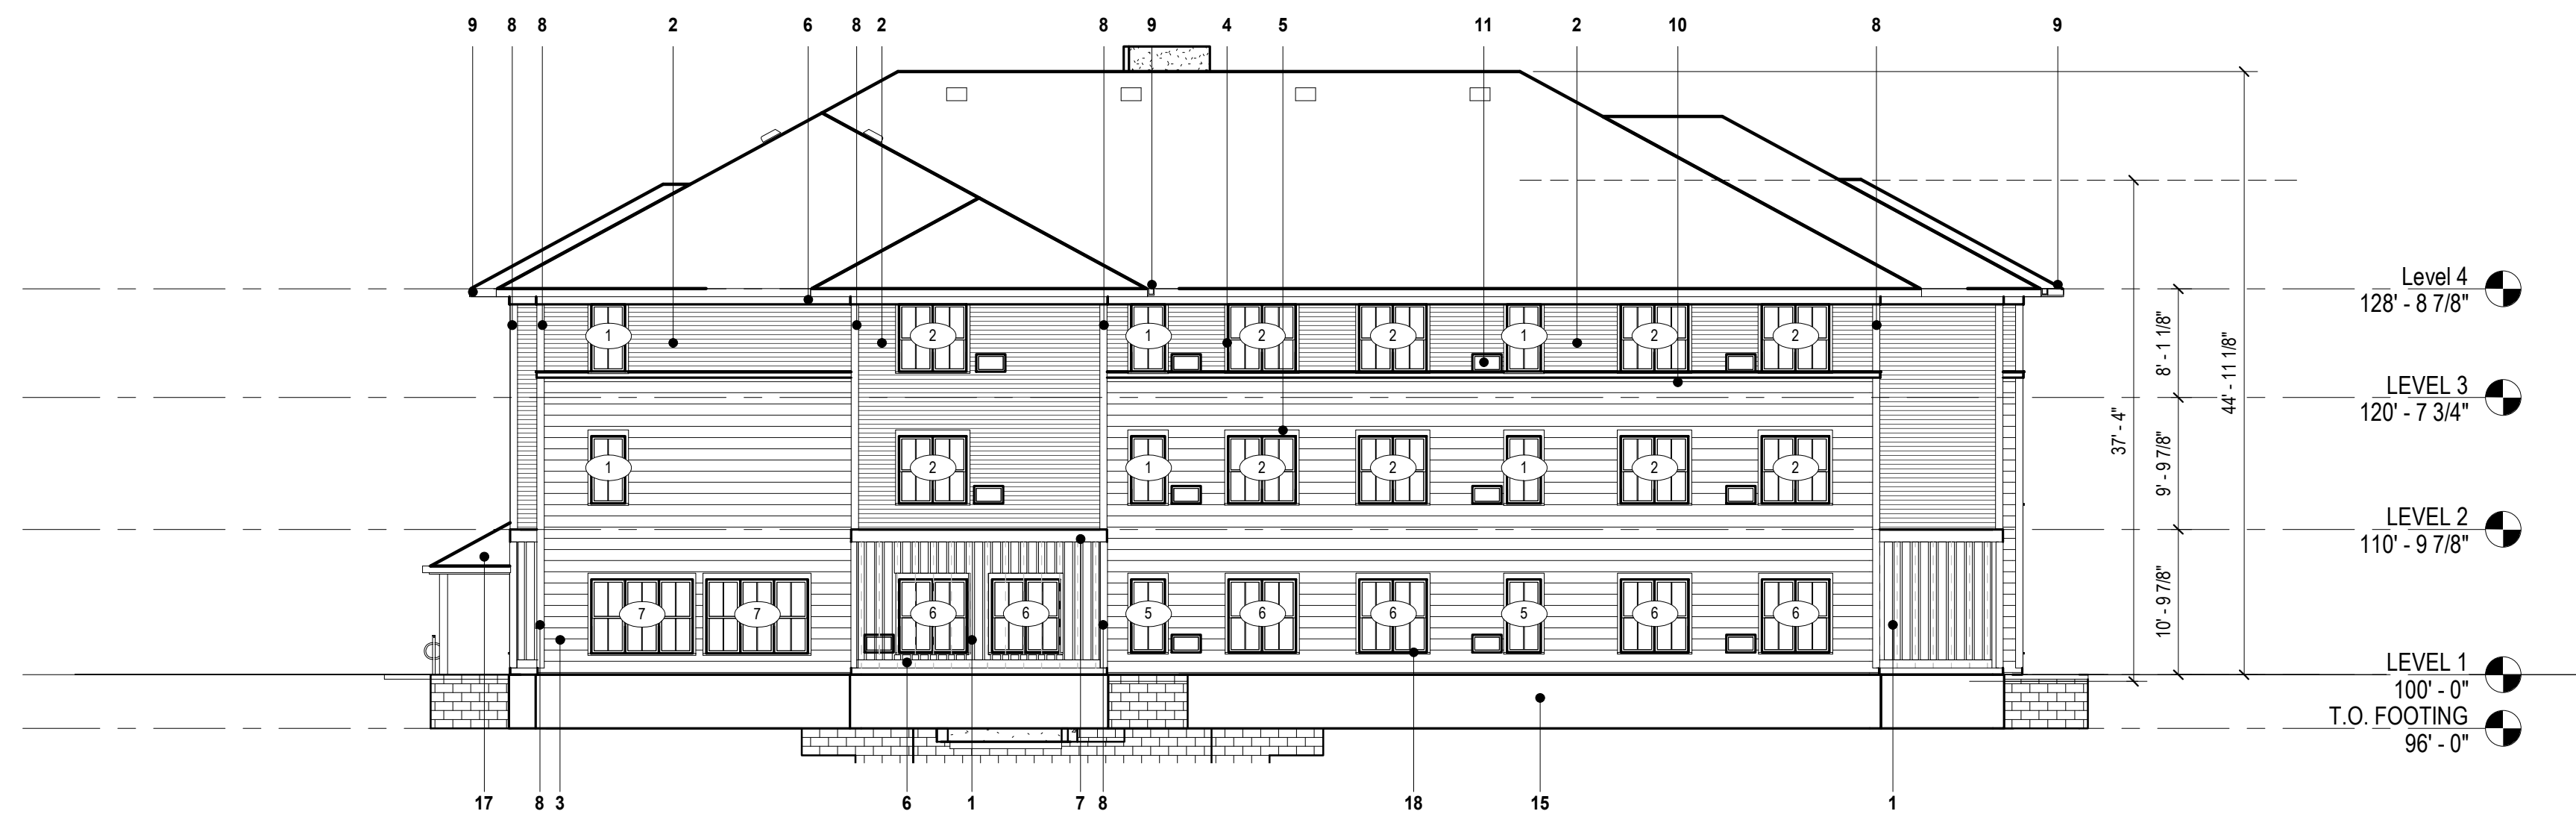 9 8 8 2 6 8 2 8 9 4 5 11 2 10 8 9
Level 4
128' - 8 7/8"
8' - 1 1/8"
44' - 11 1/8"
1 2 1 2 2 1 2 2
LEVEL 3
120' - 7 3/4"
37' - 4"
9' - 9 7/8"
1 2 1 2 2 1 2 2
LEVEL 2
110' - 9 7/8"
10' - 9 7/8"
7 7 6 6 5 6 6 5 6 6
LEVEL 1
100' - 0"
T.O. FOOTING
96' - 0"
17 8 3 6 1 7 8 18 15 1